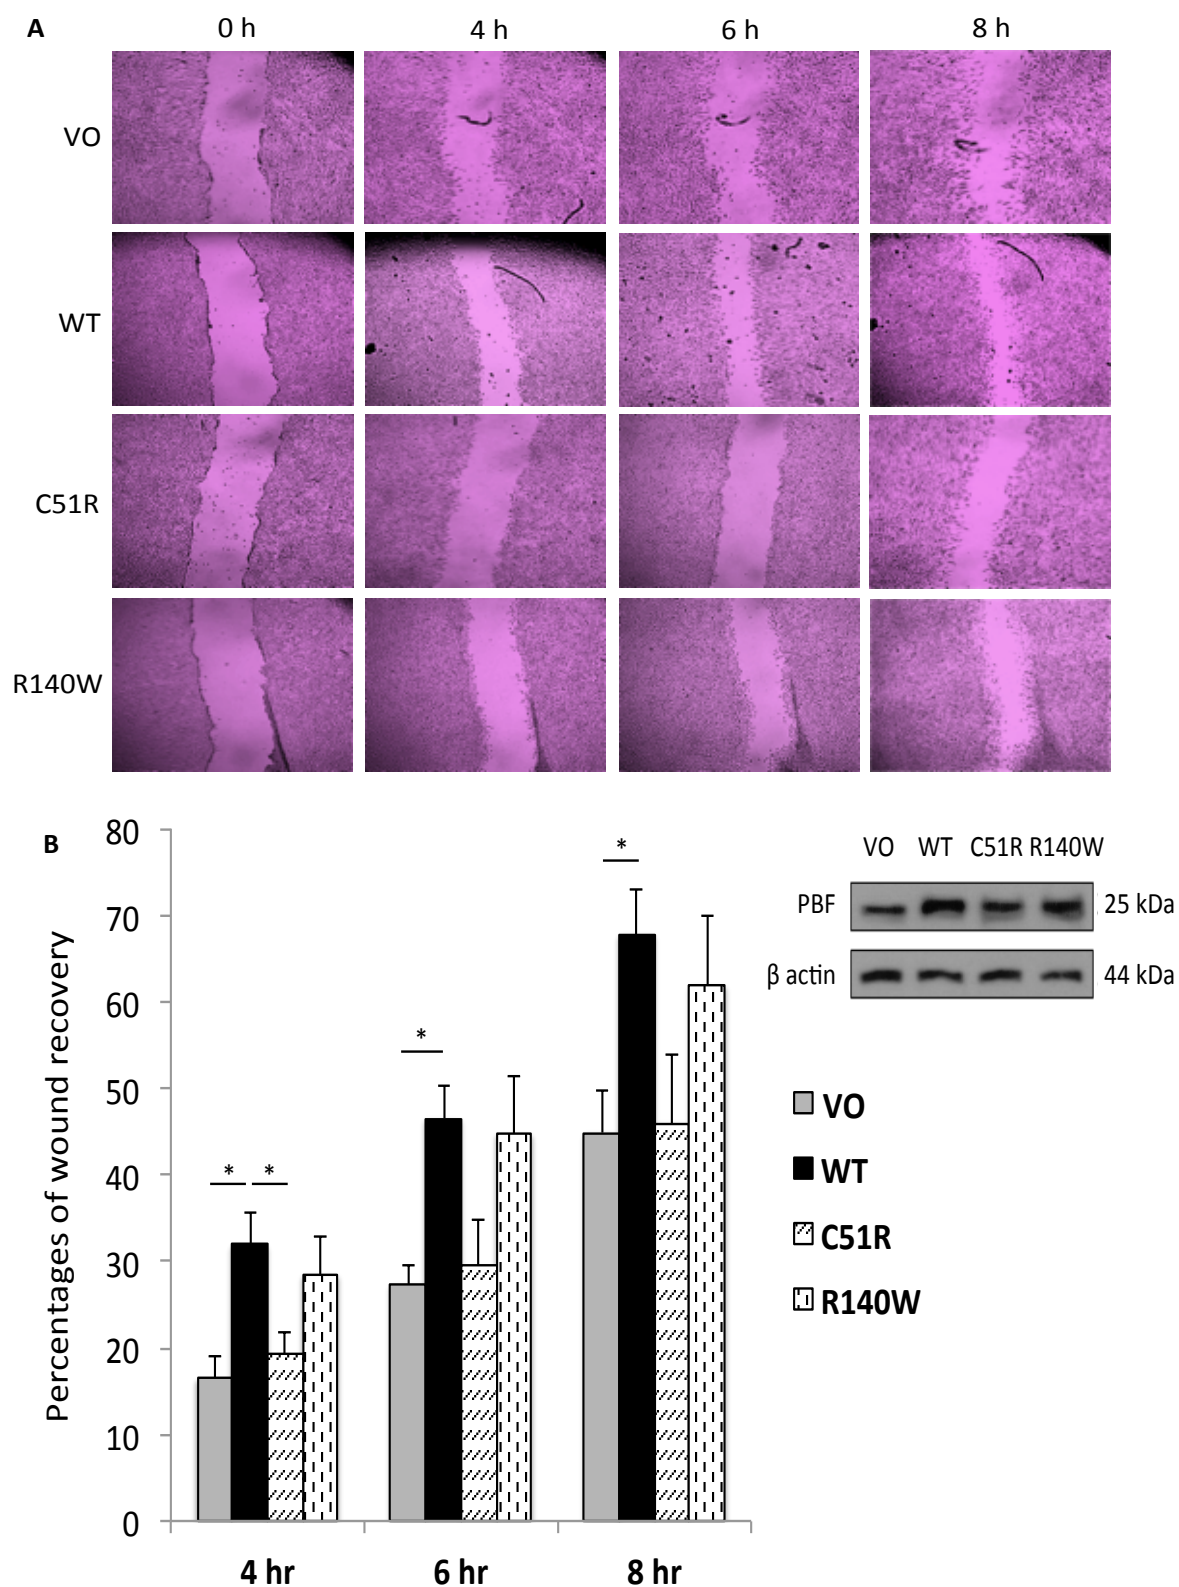 A
0 h 4 h 6 h 8 h
VO
WT
C51R
R140W
B
Percentages of wound recovery
80
70
60
50
40
30
20
10
0
* *
*
*
4 hr 6 hr 8 hr
VO WT C51R R140W
PBF 25 kDa
β actin 44 kDa
VO
WT
C51R
R140W